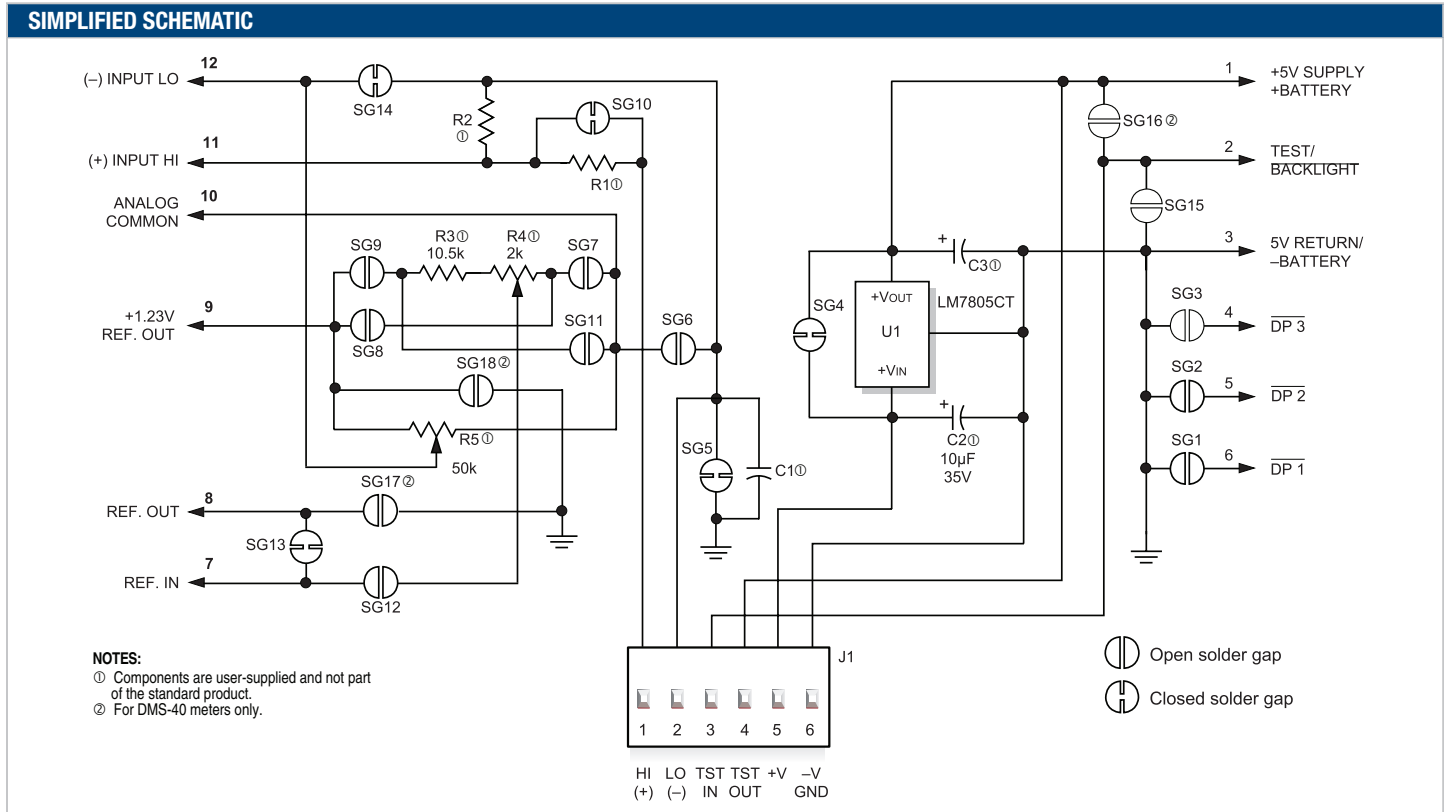 SIMPLIFIED SCHEMATIC
12
(–) INPUT LO
SG14
R2
①
SG10
11
(+) INPUT HI
R1①
10
ANALOG
COMMON
SG9
R3①
10.5k
R4①
2k
SG7
9
+1.23V
REF. OUT
SG8
SG11
SG6
SG18②
R5①
50k
8
REF. OUT
SG17②
SG13
7
REF. IN
SG12
SG5
C1①
1
+5V SUPPLY
+BATTERY
SG16②
2
TEST/
BACKLIGHT
SG15
3
5V RETURN/
–BATTERY
+
C3①
SG4
+VOUT
LM7805CT
U1
+VIN
+
C2①
10µF
35V
SG3
4
DP 3
SG2
5
DP 2
SG1
6
DP 1
J1
1 2 3 4 5 6
HI LO TST TST +V –V
(+) (–) IN OUT GND
NOTES:
① Components are user-supplied and not part
of the standard product.
② For DMS-40 meters only.
Open solder gap
Closed solder gap